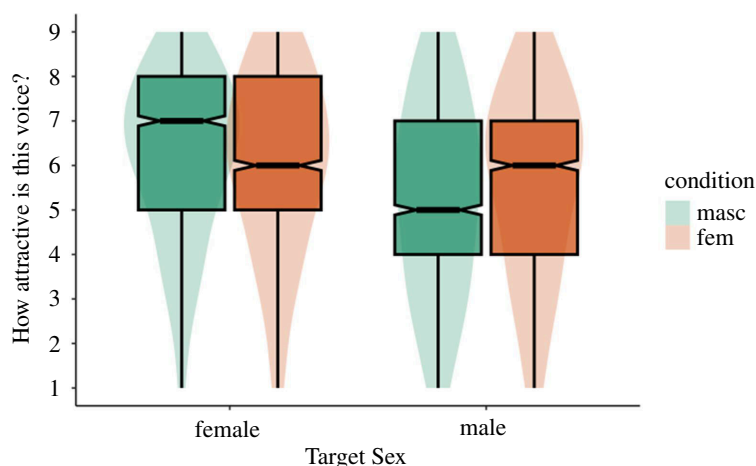 How attractive is this voice?
9
8
7
6
5
4
3
2
1
female
male
Target Sex
condition
masc
fem